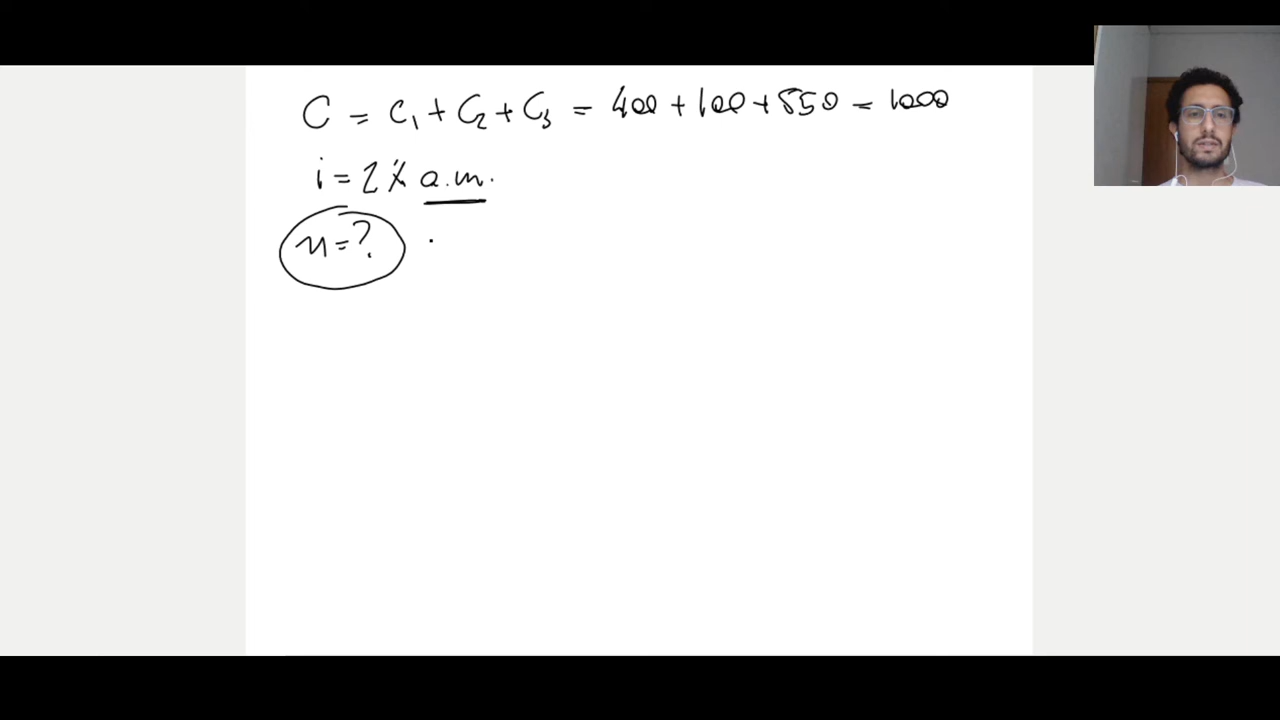 C = C₁ + C₂ + C₃ = 400 + 100 + 550 = 1000
i = 2% a.m.
n = ?